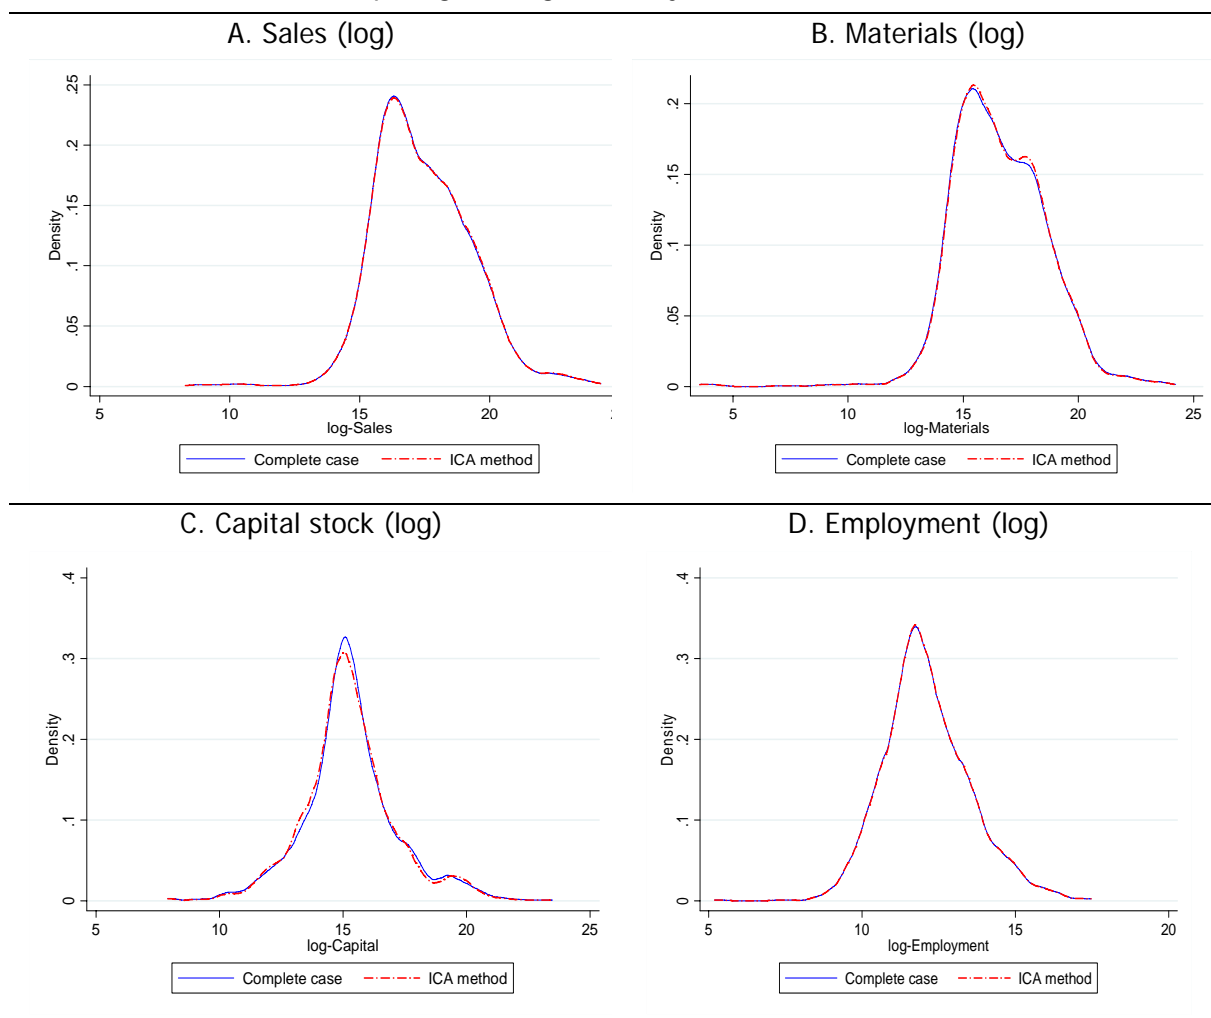 A. Sales (log)
B. Materials (log)
.25
.2
.15
.1
.05
0
Density
5 10 15 20
log-Sales
Complete case ICA method
.2
.15
.1
.05
0
Density
5 10 15 20 25
log-Materials
Complete case ICA method
C. Capital stock (log)
D. Employment (log)
.4
.3
.2
.1
0
Density
5 10 15 20 25
log-Capital
Complete case ICA method
.4
.3
.2
.1
0
Density
5 10 15 20
log-Employment
Complete case ICA method